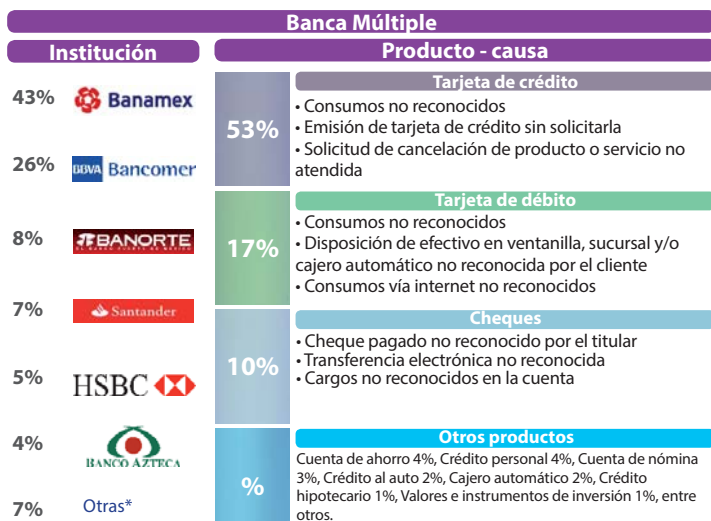 Banca Múltiple
Institución
Producto - causa
43%
Banamex
26%
BBVA Bancomer
8%
BANORTE
7%
Santander
5%
HSBC
4%
BANCO AZTECA
7%
Otras*
53%
Tarjeta de crédito
• Consumos no reconocidos
• Emisión de tarjeta de crédito sin solicitarla
• Solicitud de cancelación de producto o servicio no
atendida
17%
Tarjeta de débito
• Consumos no reconocidos
• Disposición de efectivo en ventanilla, sucursal y/o
cajero automático no reconocida por el cliente
• Consumos vía internet no reconocidos
10%
Cheques
• Cheque pagado no reconocido por el titular
• Transferencia electrónica no reconocida
• Cargos no reconocidos en la cuenta
%
Otros productos
Cuenta de ahorro 4%, Crédito personal 4%, Cuenta de nómina
3%, Crédito al auto 2%, Cajero automático 2%, Crédito
hipotecario 1%, Valores e instrumentos de inversión 1%, entre
otros.